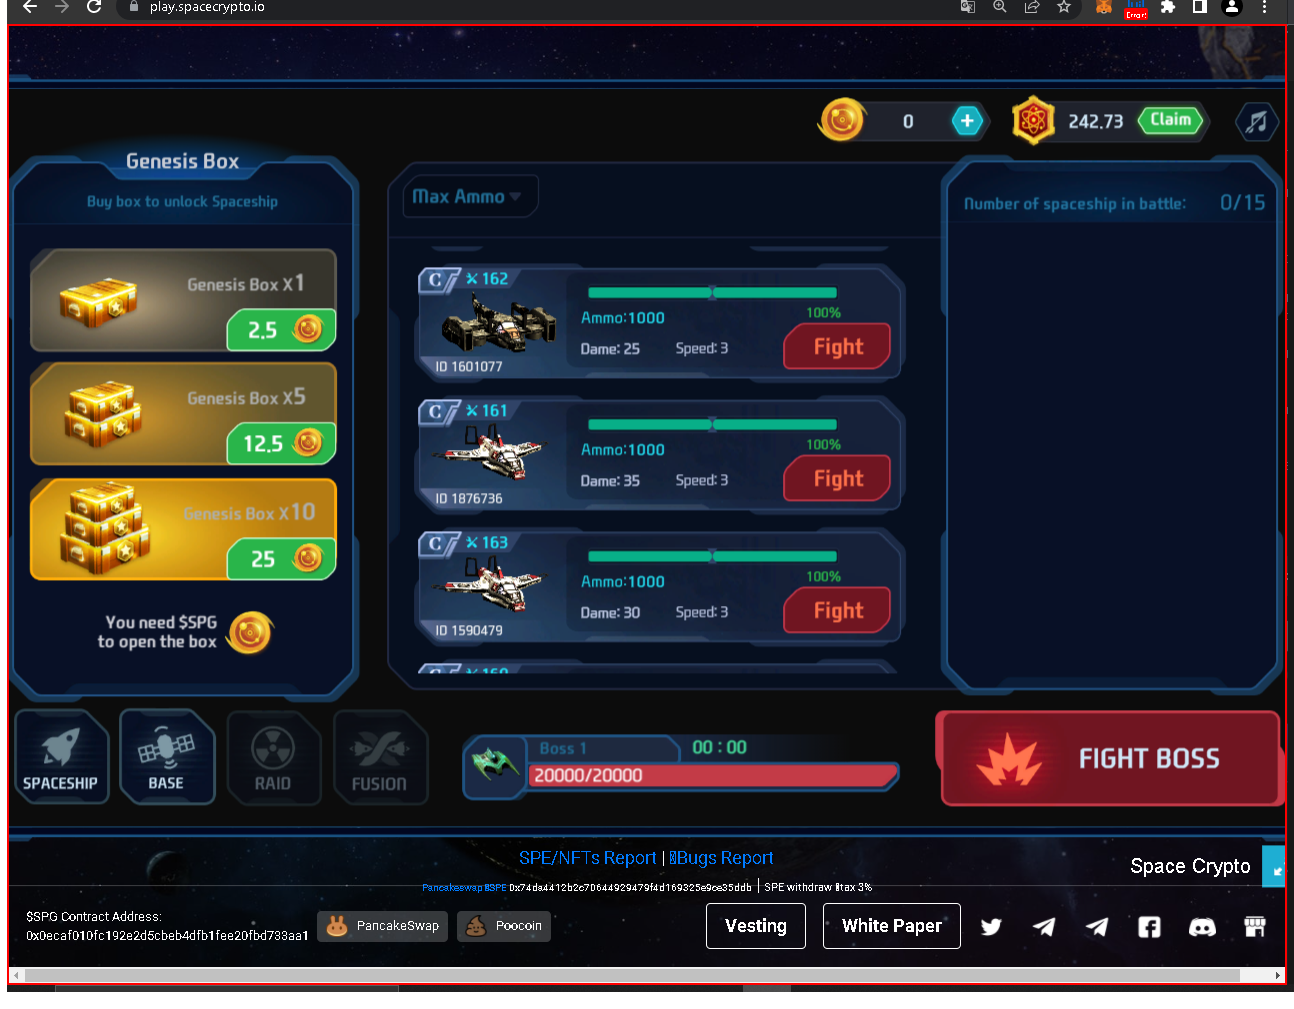 play.spacecrypto.io
Error!
0
242.73
Claim
Genesis Box
Buy box to unlock Spaceship
Genesis Box X1
2.5
Genesis Box X5
12.5
Genesis Box X10
25
You need $SPG
to open the box
Max Ammo
C 162
Ammo:1000
100%
Dame: 25
Speed: 3
Fight
ID 1601077
C 161
Ammo:1000
100%
Dame: 35
Speed: 3
Fight
ID 1876736
C 163
Ammo:1000
100%
Dame: 30
Speed: 3
Fight
ID 1590479
Number of spaceship in battle: 0/15
SPACESHIP
BASE
RAID
FUSION
Boss 1
00 : 00
20000/20000
FIGHT BOSS
SPE/NFTs Report | Bugs Report
Pancakeswap SPE 0x74da4412b2c7D644929479f4d169325e9ce35ddb | SPE withdraw tax 3%
Space Crypto
$SPG Contract Address:
0x0ecaf010fc192e2d5cbeb4dfb1fee20fbd733aa1
PancakeSwap
Poocoin
Vesting
White Paper